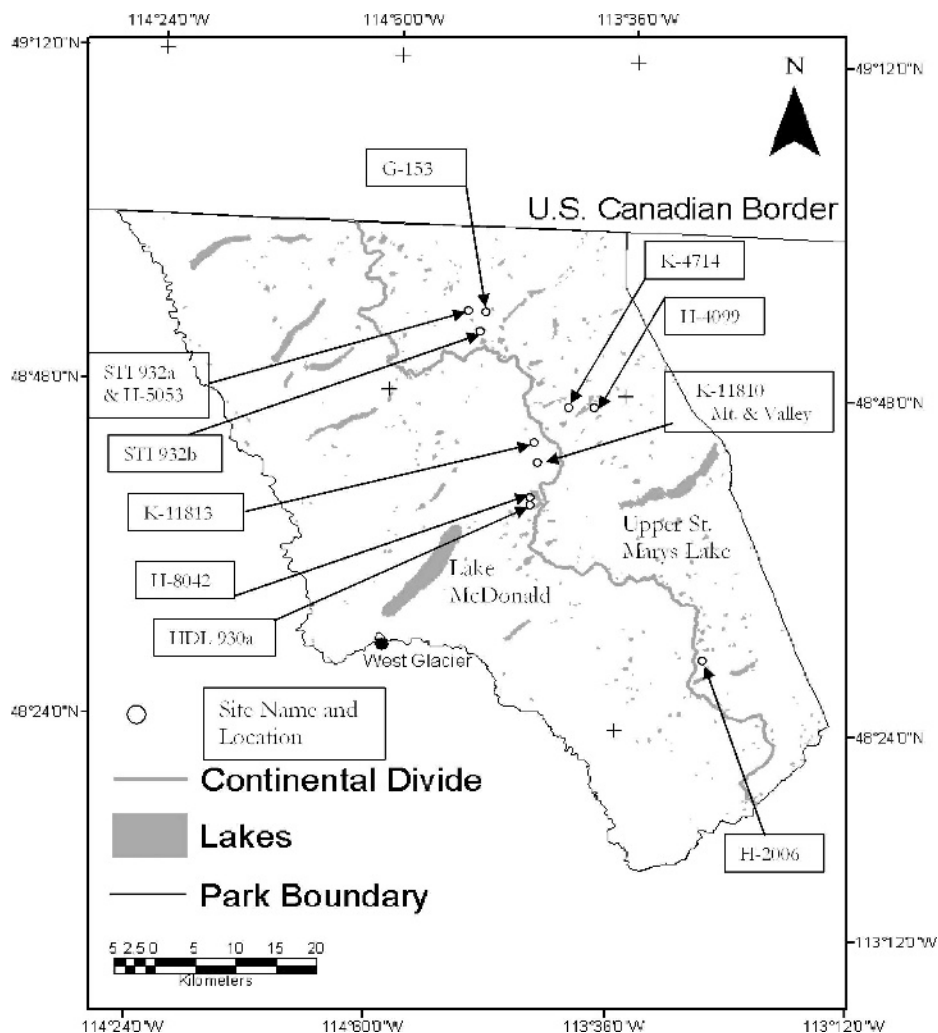 114°24'0"W
114°00'0"W
113°36'0"W
49°12'0"N
49°12'0"N
N
G-153
U.S. Canadian Border
K-4714
H-4099
STI 932a
& H-5053
48°48'0"N
48°48'0"N
K-11810
Mt. & Valley
STI 932b
K-11813
Upper St.
Marys Lake
H-8042
Lake
McDonald
HDL 930a
West Glacier
48°24'0"N
Site Name and
Location
48°24'0"N
Continental Divide
Lakes
H-2006
Park Boundary
5 2.5 0 5 10 15 20
Kilometers
113°12'0"W
114°24'0"W
114°00'0"W
113°36'0"W
113°12'0"W